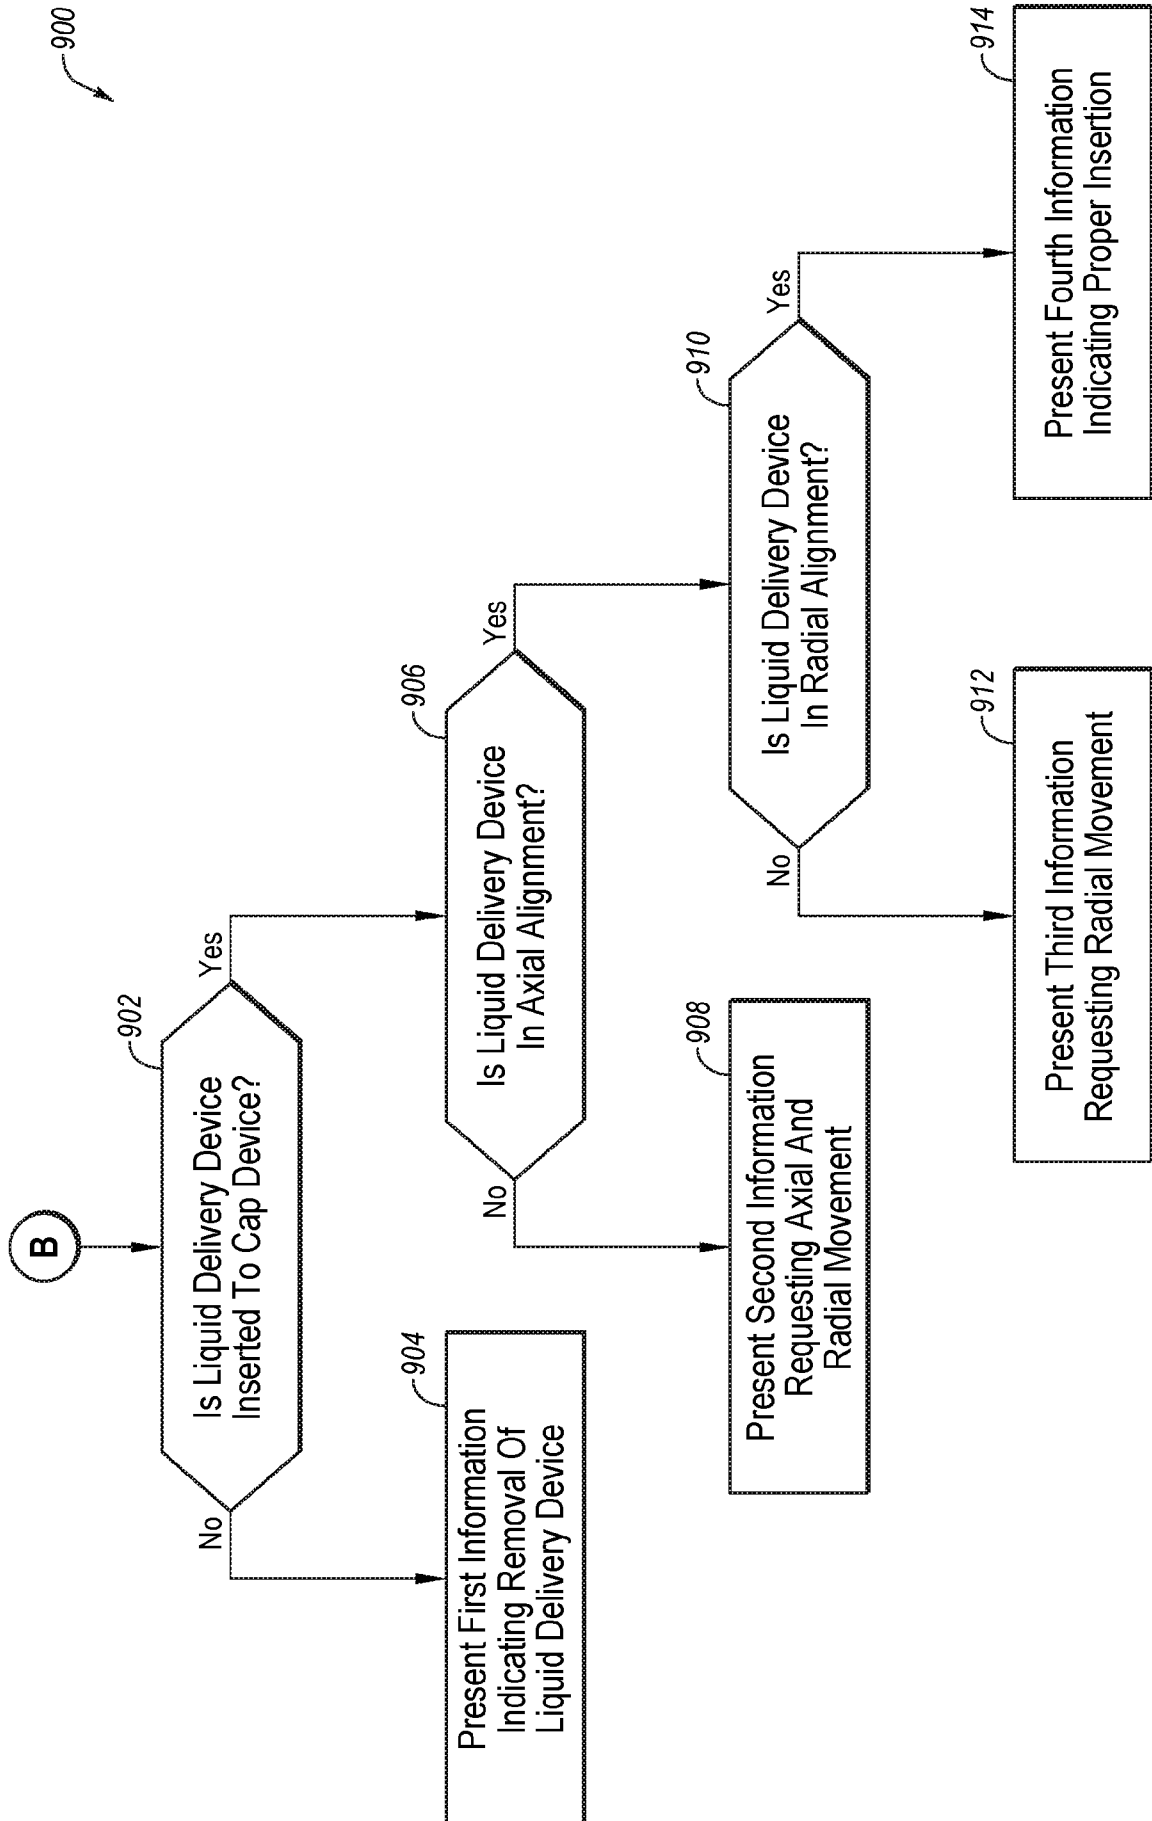 900
B
902
Is Liquid Delivery Device
Inserted To Cap Device?
No
Yes
904
Present First Information
Indicating Removal Of
Liquid Delivery Device
906
Is Liquid Delivery Device
In Axial Alignment?
No
Yes
908
Present Second Information
Requesting Axial And
Radial Movement
910
Is Liquid Delivery Device
In Radial Alignment?
No
Yes
912
Present Third Information
Requesting Radial Movement
914
Present Fourth Information
Indicating Proper Insertion